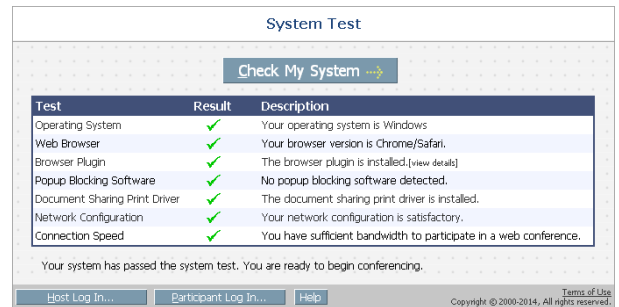 System Test
Check My System
Test Result Description
Operating System Your operating system is Windows
Web Browser Your browser version is Chrome/Safari.
Browser Plugin The browser plugin is installed.[view details]
Popup Blocking Software No popup blocking software detected.
Document Sharing Print Driver The document sharing print driver is installed.
Network Configuration Your network configuration is satisfactory.
Connection Speed You have sufficient bandwidth to participate in a web conference.
Your system has passed the system test. You are ready to begin conferencing.
Host Log In... Participant Log In... Help Terms of Use
Copyright © 2000-2014, All rights reserved.